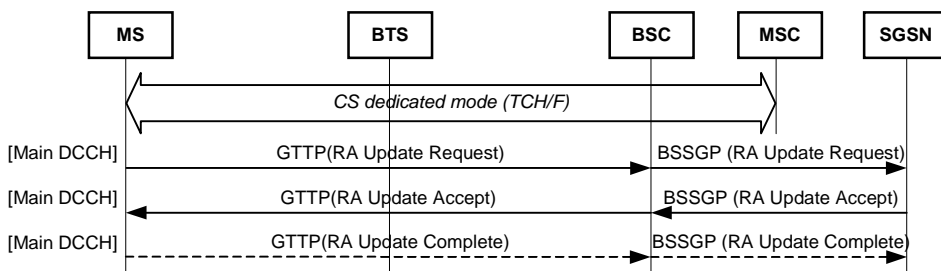 MS BTS BSC MSC SGSN
CS dedicated mode (TCH/F)
[Main DCCH] GTTP(RA Update Request) BSSGP (RA Update Request)
[Main DCCH] GTTP(RA Update Accept) BSSGP (RA Update Accept)
[Main DCCH] GTTP(RA Update Complete) BSSGP (RA Update Complete)